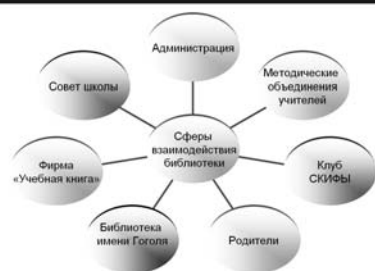 Администрация
Методические
объединения
учителей
Клуб
СКИФЫ
Родители
Библиотека
имени Гоголя
Фирма
«Учебная книга»
Совет школы
Сферы
взаимодействия
библиотеки